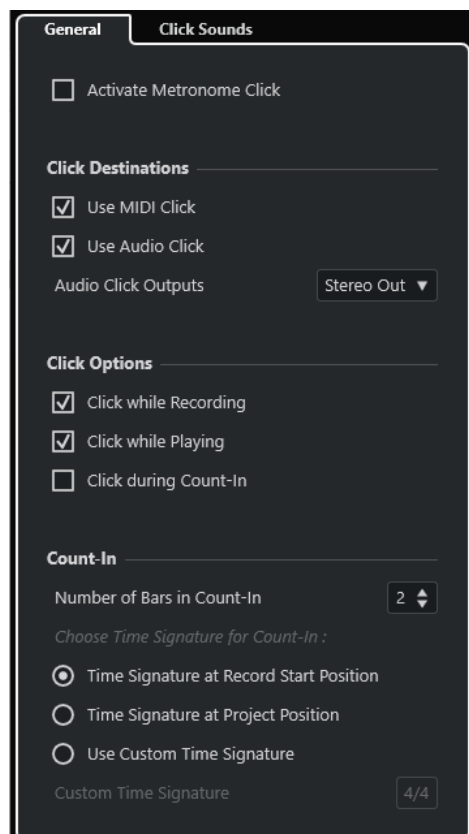 General Click Sounds
Activate Metronome Click
Click Destinations
Use MIDI Click
Use Audio Click
Audio Click Outputs Stereo Out
Click Options
Click while Recording
Click while Playing
Click during Count-In
Count-In
Number of Bars in Count-In 2
Choose Time Signature for Count-In :
Time Signature at Record Start Position
Time Signature at Project Position
Use Custom Time Signature
Custom Time Signature 4/4